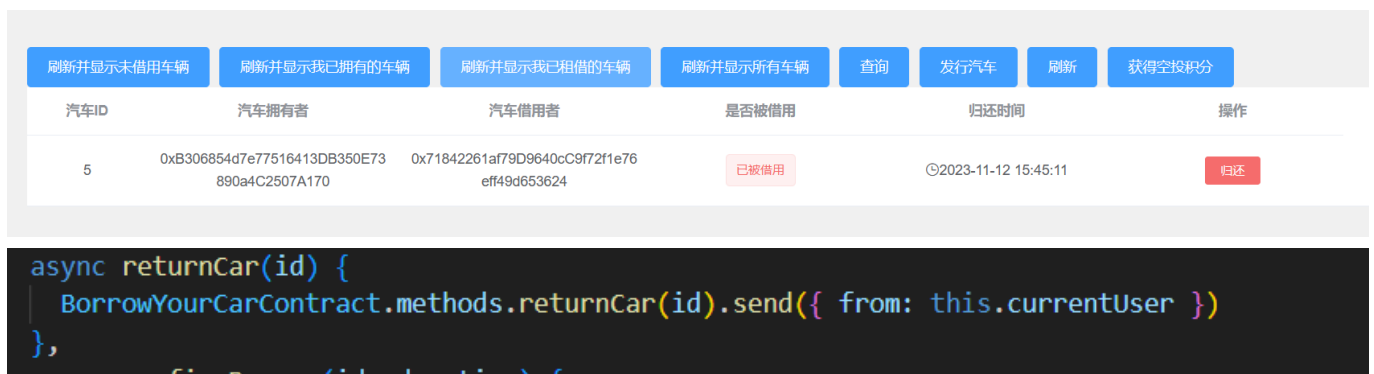 刷新并显示未借用车辆 刷新并显示我已拥有的车辆 刷新并显示我已租借的车辆 刷新并显示所有车辆 查询 发行汽车 刷新 获得空投积分
汽车ID 汽车拥有者 汽车借用者 是否被借用 归还时间 操作
5 0xB306854d7e77516413DB350E73 0x71842261af79D9640cC9f72f1e76 已被借用 2023-11-12 15:45:11 归还
890a4C2507A170 eff49d653624
async returnCar(id) {
BorrowYourCarContract.methods.returnCar(id).send({ from: this.currentUser })
},